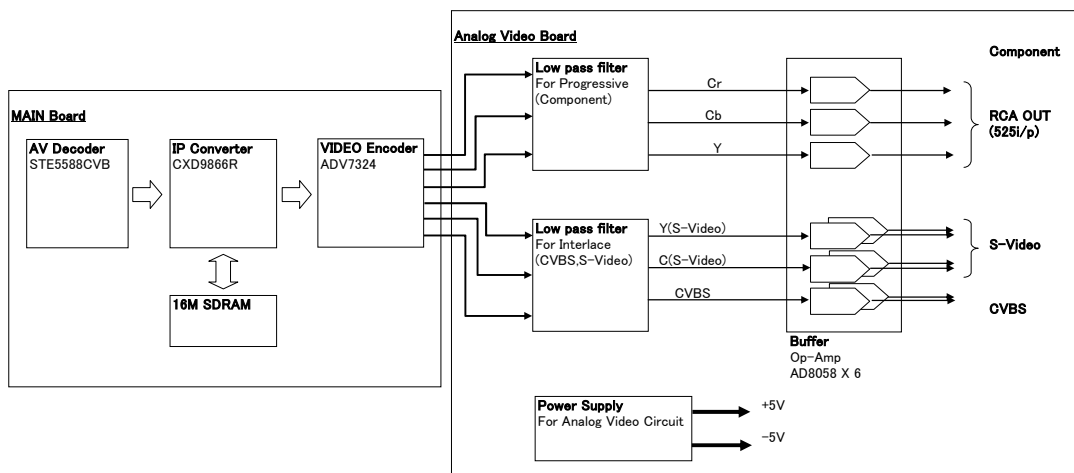 Analog Video Board
Component
Low pass filter
For Progressive
(Component)
Cr
Cb
Y
RCA OUT
(525i/p)
MAIN Board
AV Decoder
STE5588CVB
IP Converter
CXD9866R
VIDEO Encoder
ADV7324
Low pass filter
For Interlace
(CVBS,S-Video)
Y(S-Video)
C(S-Video)
CVBS
S-Video
CVBS
16M SDRAM
Buffer
Op-Amp
AD8058 X 6
Power Supply
For Analog Video Circuit
+5V
-5V